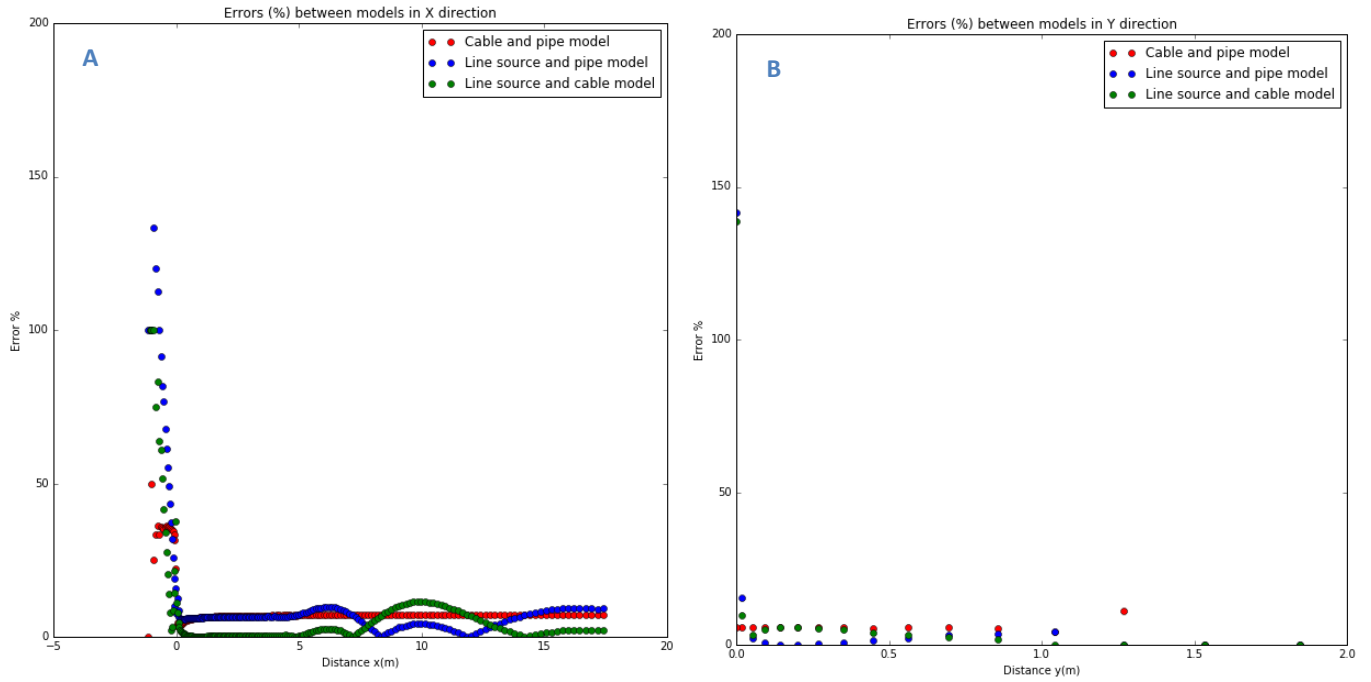 Errors (%) between models in X direction
A
Cable and pipe model
Line source and pipe model
Line source and cable model
200
150
100
50
0
Error %
−5
0
5
10
15
20
Distance x(m)
Errors (%) between models in Y direction
B
Cable and pipe model
Line source and pipe model
Line source and cable model
200
150
100
50
0
Error %
0.0
0.5
1.0
1.5
2.0
Distance y(m)